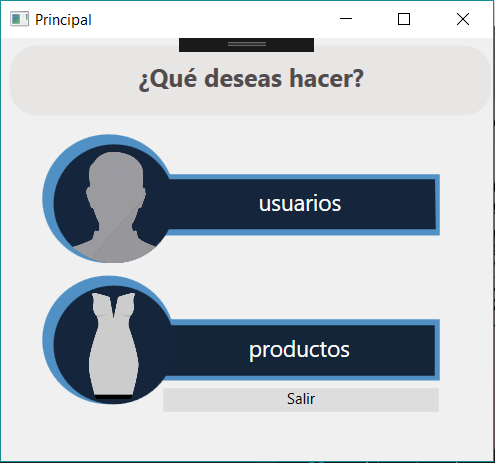 Principal
¿Qué deseas hacer?
usuarios
productos
Salir